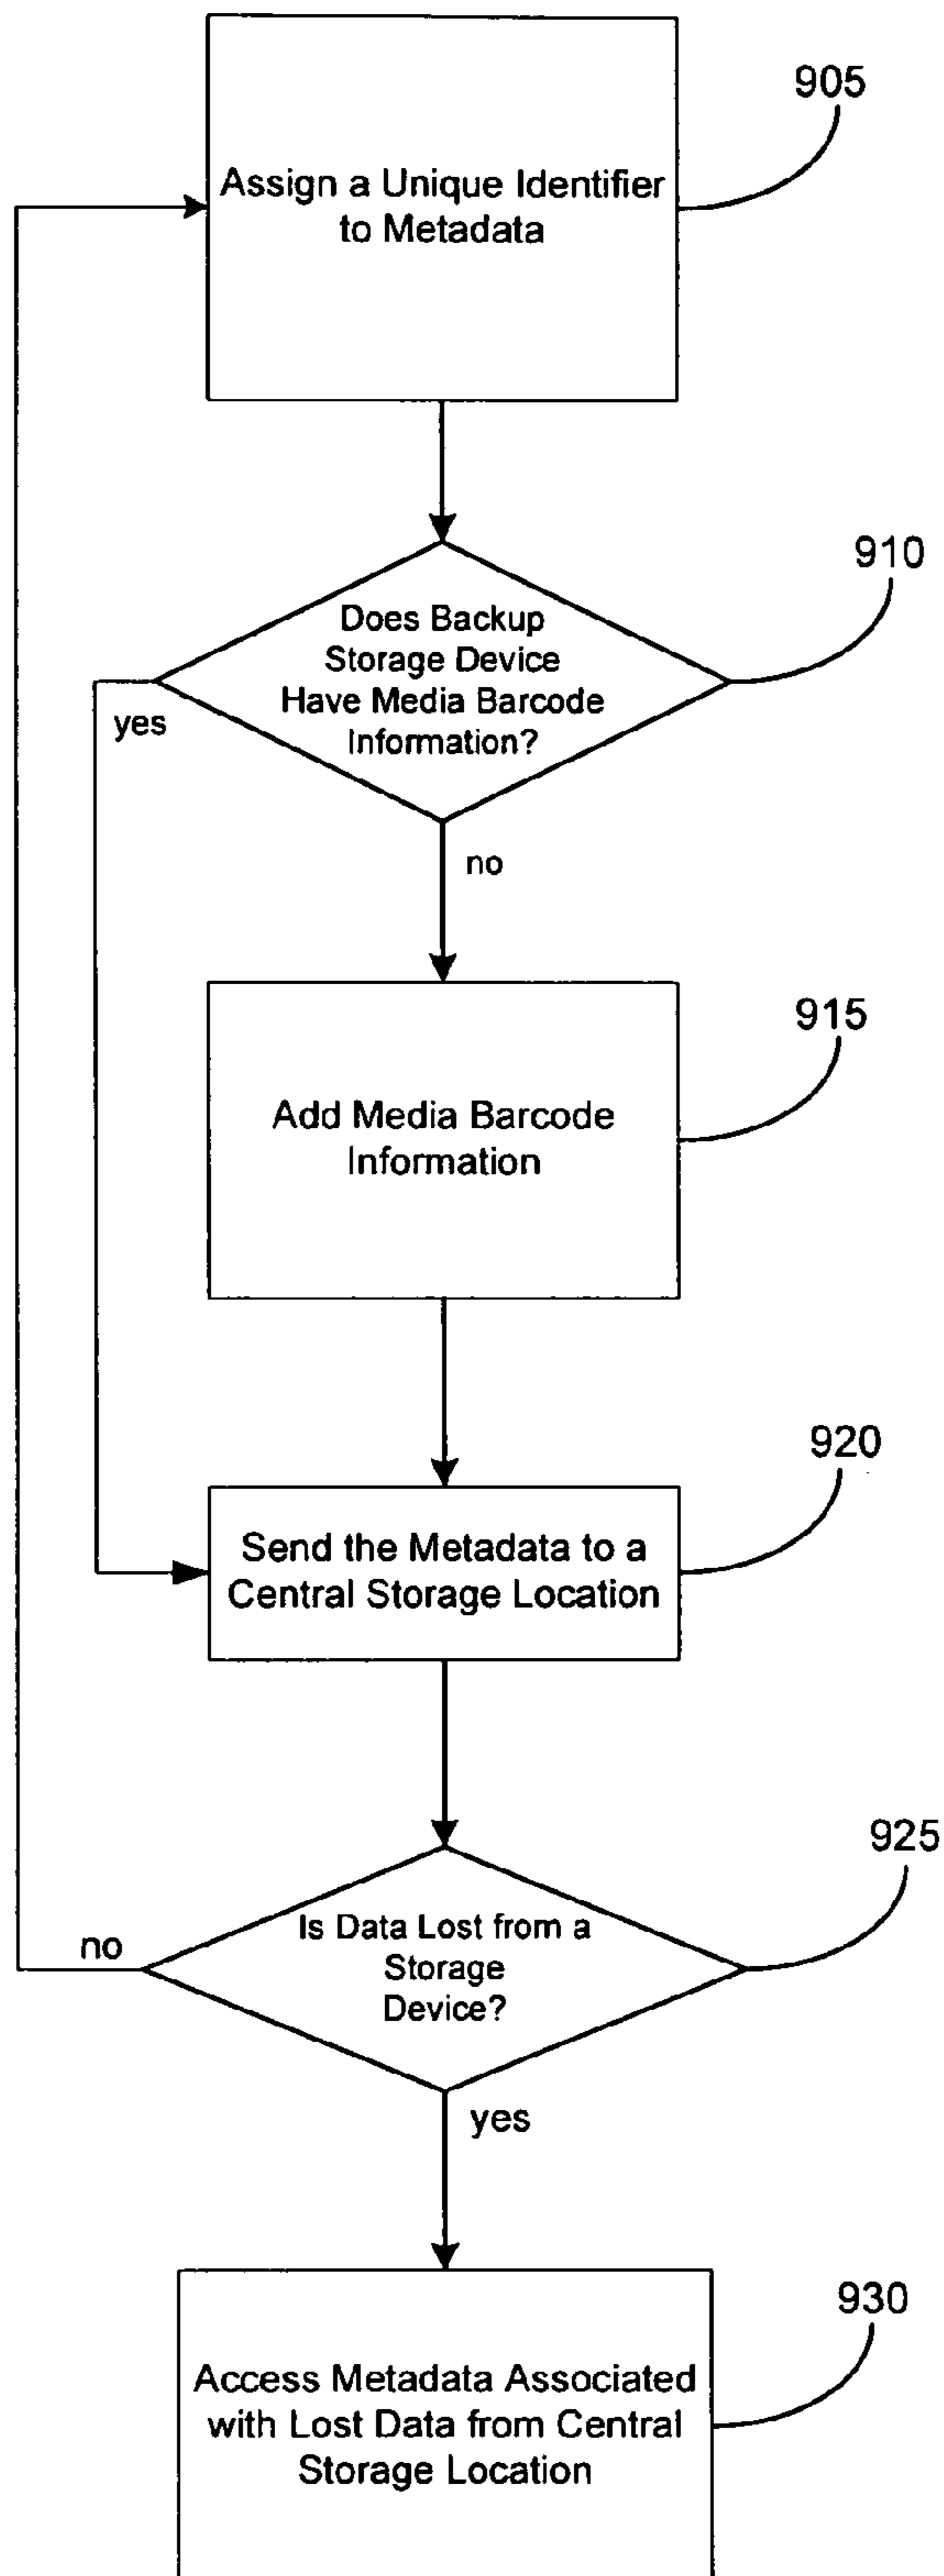 905
Assign a Unique Identifier
to Metadata
910
Does Backup
Storage Device
Have Media Barcode
Information?
yes
no
915
Add Media Barcode
Information
920
Send the Metadata to a
Central Storage Location
925
Is Data Lost from a
Storage
Device?
no
yes
930
Access Metadata Associated
with Lost Data from Central
Storage Location